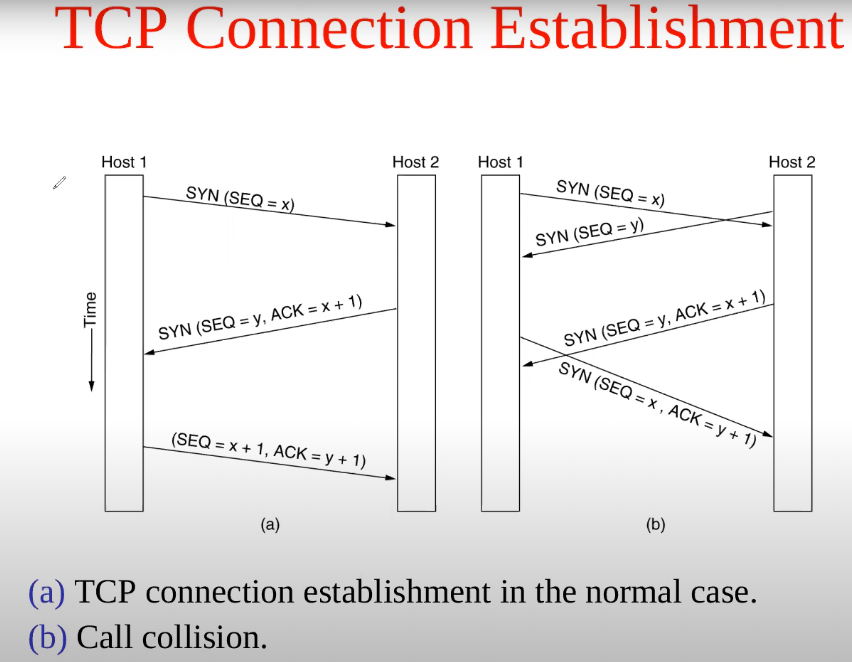 TCP Connection Establishment
Host 1
Host 2
SYN (SEQ = x)
SYN (SEQ = y, ACK = x + 1)
(SEQ = x + 1, ACK = y + 1)
Time
(a)
Host 1
Host 2
SYN (SEQ = x)
SYN (SEQ = y)
SYN (SEQ = y, ACK = x + 1)
SYN (SEQ = x , ACK = y + 1)
(b)
(a) TCP connection establishment in the normal case.
(b) Call collision.